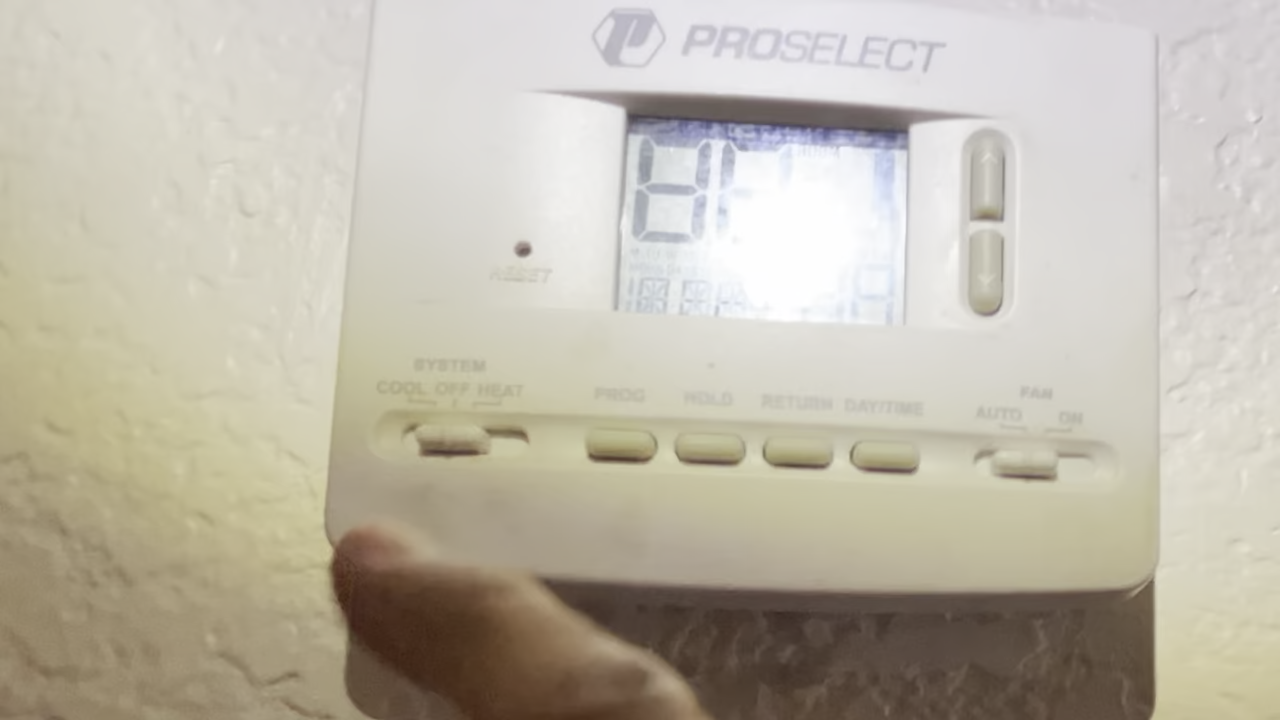 PROSELECT
RESET
SYSTEM
COOL OFF HEAT
PROG
HOLD
RETURN
DAY/TIME
FAN
AUTO ON